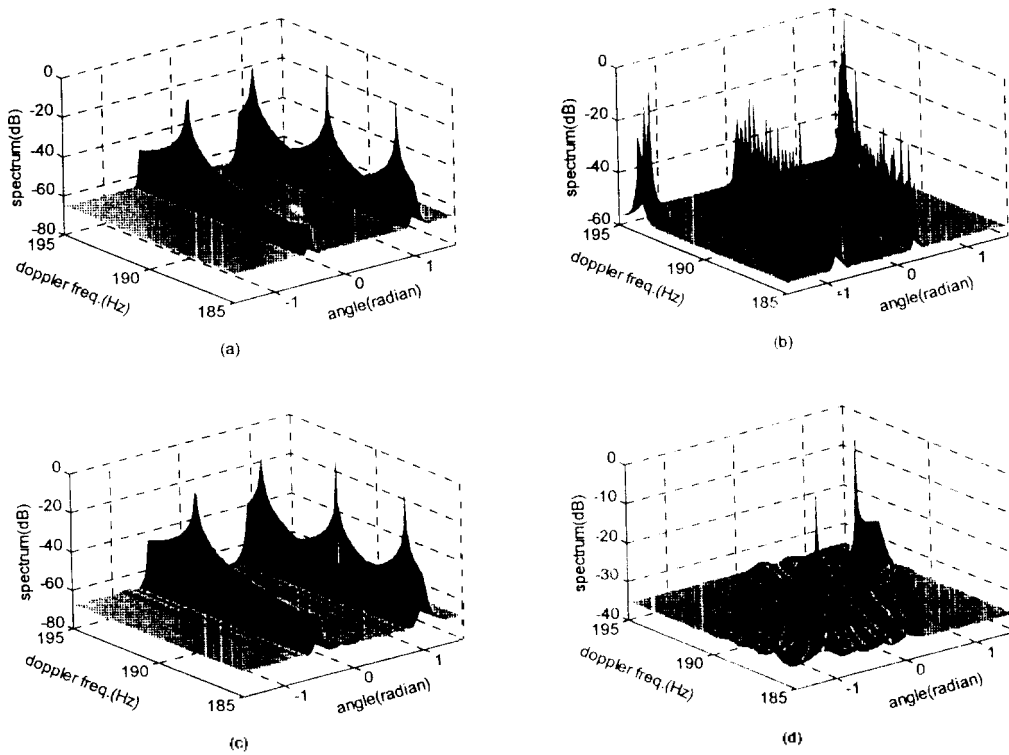 0
-20
-40
-60
-80
spectrum(dB)
195
190
185
doppler freq.(Hz)
-1
0
1
angle(radian)
(a)
0
-20
-40
-60
spectrum(dB)
195
190
185
doppler freq.(Hz)
-1
0
1
angle(radian)
(b)
0
-20
-40
-60
-80
spectrum(dB)
195
190
185
doppler freq.(Hz)
-1
0
1
angle(radian)
(c)
0
-10
-20
-30
-40
spectrum(dB)
195
190
185
doppler freq.(Hz)
-1
0
1
angle(radian)
(d)